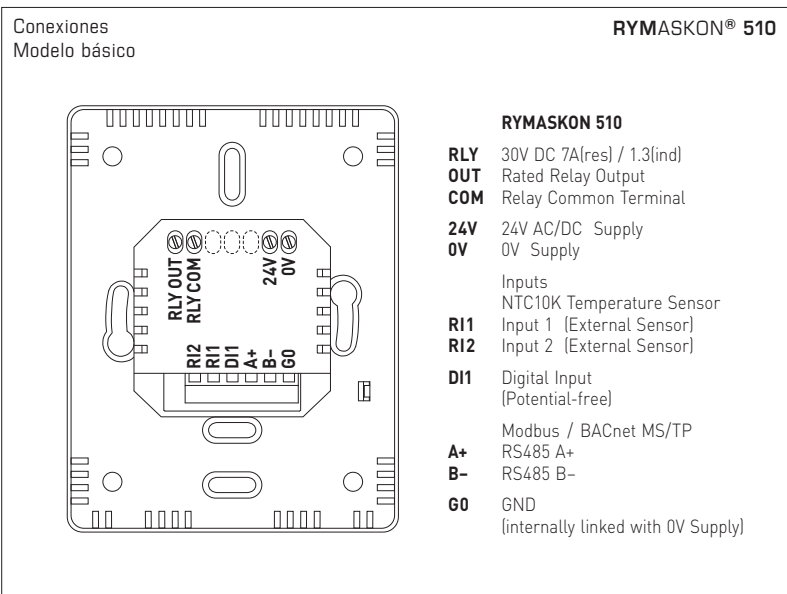 Conexiones
Modelo básico
RYMASKON® 510
RLY OUT
RLY COM
24V
0V
RI2
RI1
DI1
A+
B–
G0
RYMASKON 510
RLY 30V DC 7A(res) / 1.3(ind)
OUT Rated Relay Output
COM Relay Common Terminal
24V 24V AC/DC Supply
0V 0V Supply
Inputs
NTC10K Temperature Sensor
RI1 Input 1 (External Sensor)
RI2 Input 2 (External Sensor)
DI1 Digital Input
(Potential-free)
Modbus / BACnet MS/TP
A+ RS485 A+
B– RS485 B–
G0 GND
(internally linked with 0V Supply)